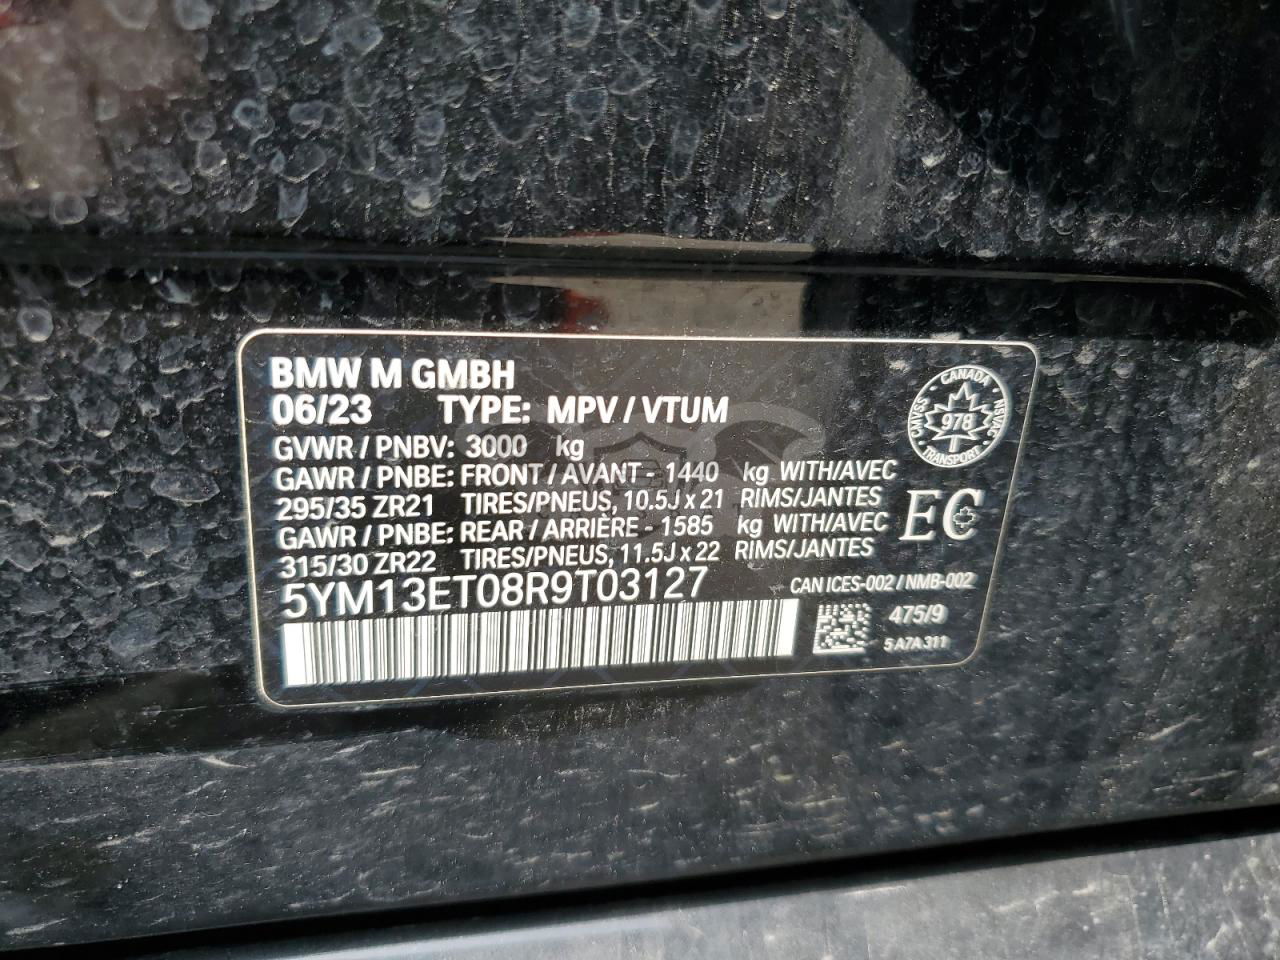 BMW M GMBH
06/23 TYPE: MPV / VTUM
GVWR / PNBV: 3000 kg
GAWR / PNBE: FRONT / AVANT - 1440 kg WITH/AVEC
295/35 ZR21 TIRES/PNEUS, 10.5J x 21 RIMS/JANTES
GAWR / PNBE: REAR / ARRIÈRE - 1585 kg WITH/AVEC
315/30 ZR22 TIRES/PNEUS, 11.5J x 22 RIMS/JANTES
5YM13ET08R9T03127
CANADA
CMVSS - NSVAC
978
TRANSPORT
EC
CAN ICES-002 / NMB-002
475/9
5A7A311